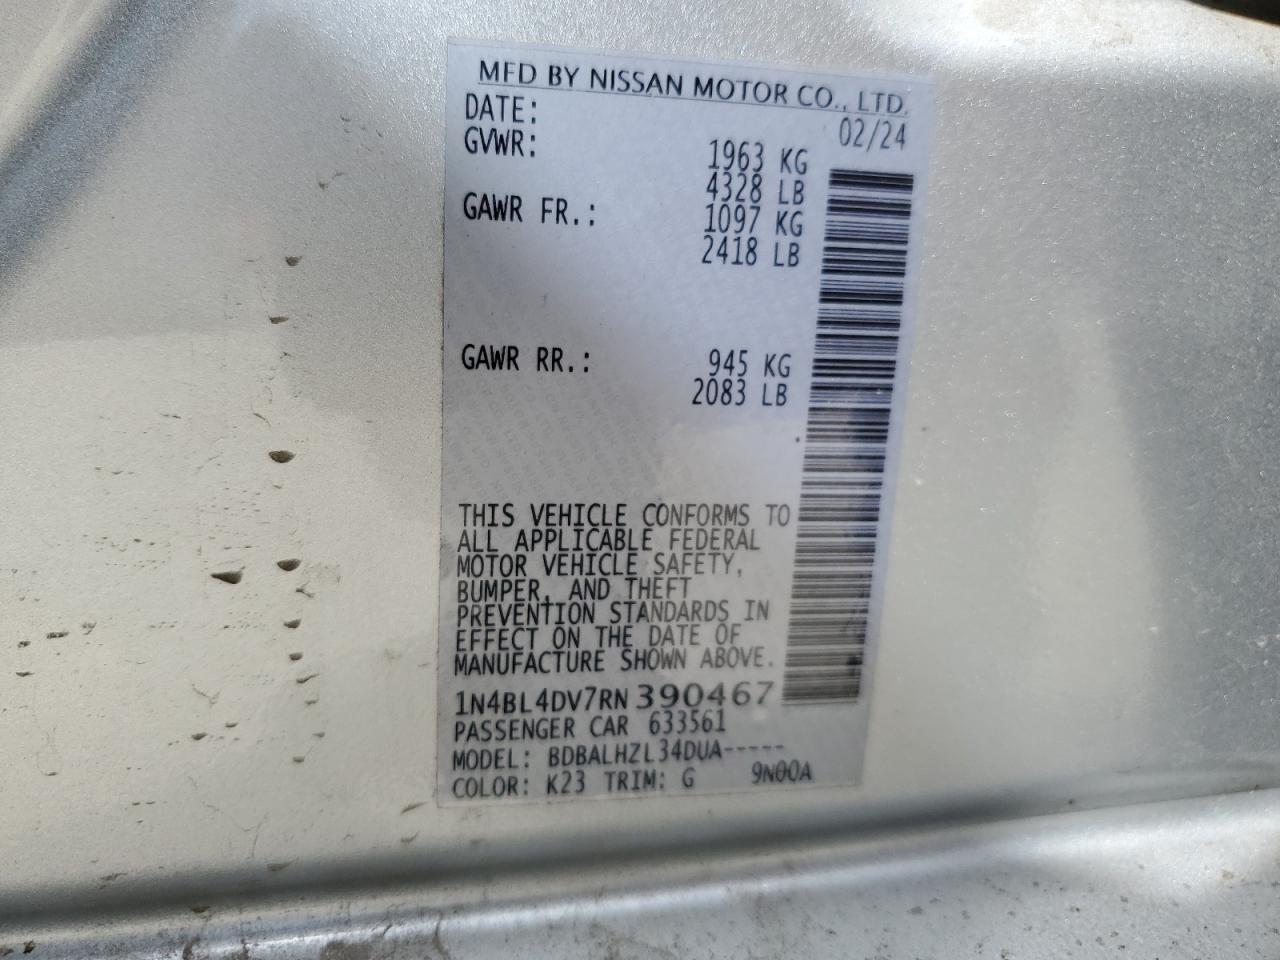 MFD BY NISSAN MOTOR CO., LTD.
DATE: 02/24
GVWR: 1963 KG
4328 LB
GAWR FR.: 1097 KG
2418 LB
GAWR RR.: 945 KG
2083 LB
THIS VEHICLE CONFORMS TO
ALL APPLICABLE FEDERAL
MOTOR VEHICLE SAFETY,
BUMPER, AND THEFT
PREVENTION STANDARDS IN
EFFECT ON THE DATE OF
MANUFACTURE SHOWN ABOVE.
1N4BL4DV7RN390467
PASSENGER CAR 633561
MODEL: BDBALHZL34DUA-----
COLOR: K23 TRIM: G 9N00A